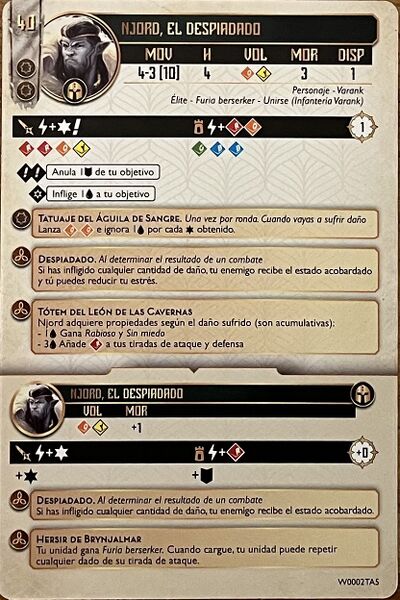 40
NJORD, EL DESPIADADO
MOV H VOL MOR DISP
4-3 [10] 4 3 1
Personaje - Varank
Élite - Furia berserker - Unirse (Infantería Varank)
+ ! + 1
Anula 1 de tu objetivo
Inflige 1 a tu objetivo
TATUAJE DEL ÁGUILA DE SANGRE. Una vez por ronda. Cuando vayas a sufrir daño
Lanza e ignora 1 por cada obtenido.
DESPIADADO. Al determinar el resultado de un combate
Si has infligido cualquier cantidad de daño, tu enemigo recibe el estado acobardado
y tú puedes reducir tu estrés.
TÓTEM DEL LEÓN DE LAS CAVERNAS
Njord adquiere propiedades según el daño sufrido (son acumulativas):
- 1 Gana Rabioso y Sin miedo
- 3 Añade a tus tiradas de ataque y defensa
NJORD, EL DESPIADADO
VOL MOR
+1
+ + +0
+ +
DESPIADADO. Al determinar el resultado de un combate
Si has infligido cualquier cantidad de daño, tu enemigo recibe el estado acobardado.
HERSIR DE BRYNJALMAR
Tu unidad gana Furia berserker. Cuando cargue, tu unidad puede repetir
cualquier dado de su tirada de ataque.
W0002TAS